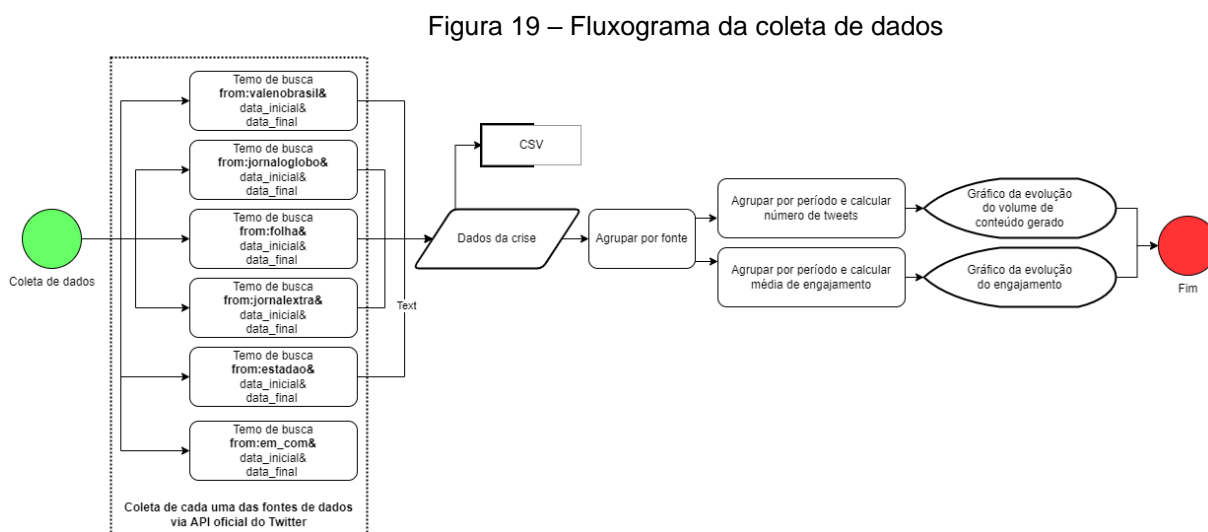 Figura 19 – Fluxograma da coleta de dados
Temo de busca
from:valenobrasil&
data_inicial&
data_final
Temo de busca
from:jornaloglobo&
data_inicial&
data_final
Temo de busca
from:folha&
data_inicial&
data_final
Temo de busca
from:jornalextra&
data_inicial&
data_final
Temo de busca
from:estadao&
data_inicial&
data_final
Temo de busca
from:em_com&
data_inicial&
data_final
Coleta de cada uma das fontes de dados
via API oficial do Twitter
Coleta de dados
Text
CSV
Dados da crise
Agrupar por fonte
Agrupar por período e calcular
número de tweets
Agrupar por período e calcular
média de engajamento
Gráfico da evolução
do volume de
conteúdo gerado
Gráfico da evolução
do engajamento
Fim